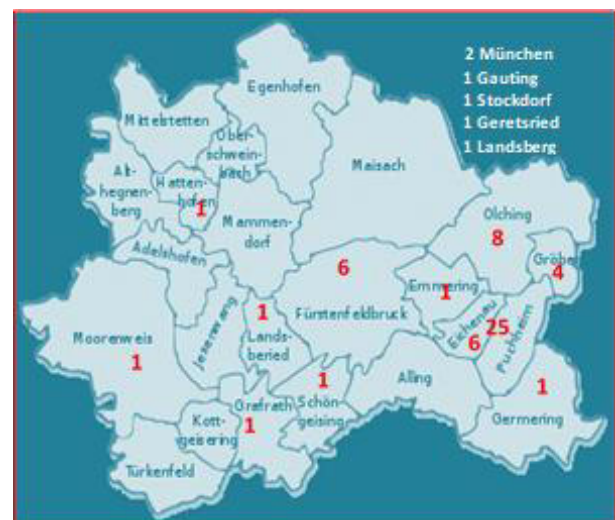 2 München
1 Gauting
1 Stockdorf
1 Geretsried
1 Landsberg
Egenhofen
Mittelstetten
Ober-
schwein-
bach
Maisach
Alt-
hegnen-
berg
Hatten-
hofen
1
Mammen-
dorf
Olching
8
Adelshofen
Gröben
4
6
Emmering
1
Fürstenfeldbruck
Eichenau
6
25
Puchheim
Moorenweis
1
Jesenwang
1
Lands-
beried
Alling
1
Schön-
geising
1
Germering
Grafrath
1
Kott-
geisering
Türkenfeld